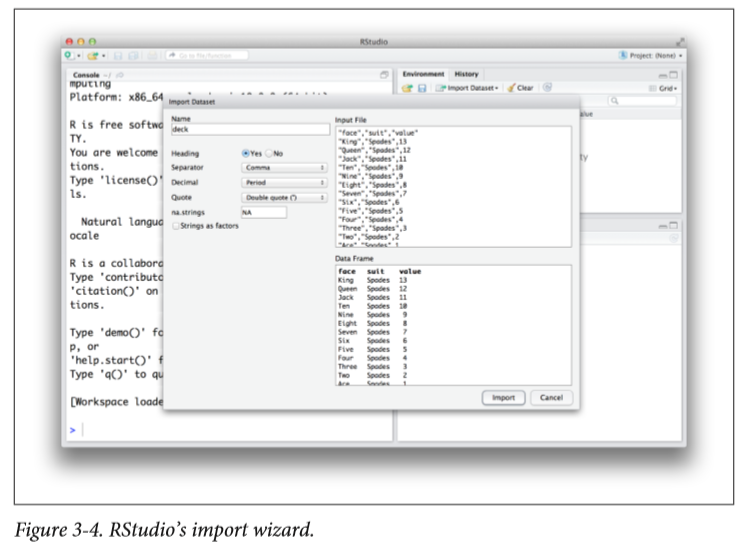 RStudio
Go to file/function
Project: (None)
Console ~/
mputing
Platform: x86_64
R is free softwa
TY.
You are welcome
tions.
Type 'license()'
ls.
Natural langua
ocale
R is a collabora
Type 'contributo
'citation()' on
tions.
Type 'demo()' fo
p, or
'help.start()' f
Type 'q()' to qu
[Workspace loade
>
Environment History
Import Dataset Clear Grid
alue
ty
Import Dataset
Name
deck
Heading Yes No
Separator Comma
Decimal Period
Quote Double quote (")
na.strings NA
Strings as factors
Input File
"face","suit","value"
"King","Spades",13
"Queen","Spades",12
"Jack","Spades",11
"Ten","Spades",10
"Nine","Spades",9
"Eight","Spades",8
"Seven","Spades",7
"Six","Spades",6
"Five","Spades",5
"Four","Spades",4
"Three","Spades",3
"Two","Spades",2
"Ace","Spades",1
Data Frame
face suit value
King Spades 13
Queen Spades 12
Jack Spades 11
Ten Spades 10
Nine Spades 9
Eight Spades 8
Seven Spades 7
Six Spades 6
Five Spades 5
Four Spades 4
Three Spades 3
Two Spades 2
Ace Spades 1
Import Cancel
Figure 3-4. RStudio's import wizard.